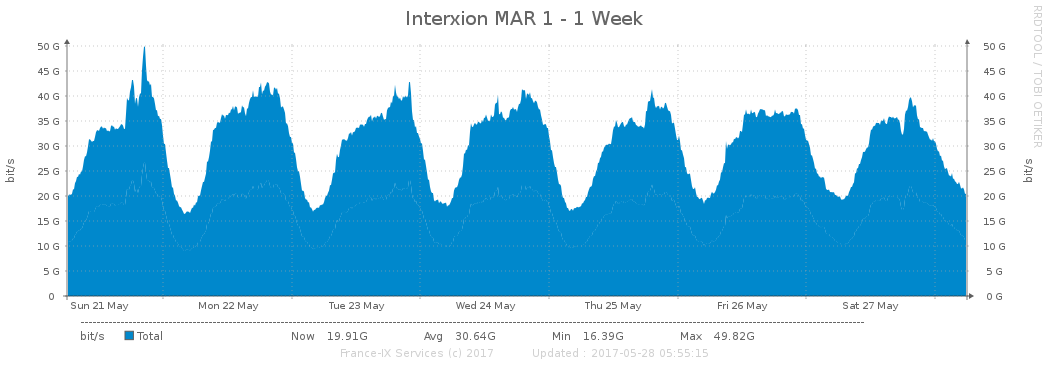 Interxion MAR 1 - 1 Week
RRDTOOL / TOBI OETIKER
bit/s
50 G 50 G
45 G 45 G
40 G 40 G
35 G 35 G
30 G 30 G
25 G 25 G
20 G 20 G
15 G 15 G
10 G 10 G
5 G 5 G
0 0 G
bit/s
Sun 21 May Mon 22 May Tue 23 May Wed 24 May Thu 25 May Fri 26 May Sat 27 May
bit/s Total Now 19.91G Avg 30.64G Min 16.39G Max 49.82G
France-IX Services (c) 2017 Updated : 2017-05-28 05:55:15